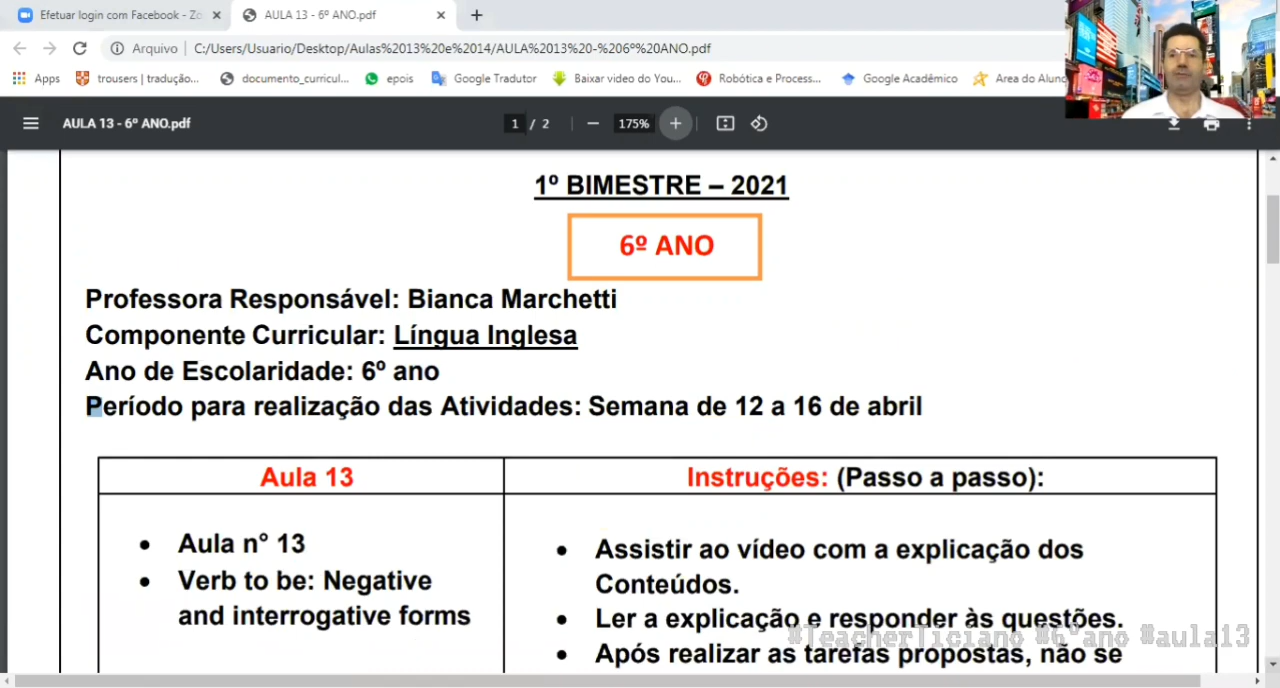 Efetuar login com Facebook - Zo
AULA 13 - 6º ANO.pdf
Arquivo
C:/Users/Usuario/Desktop/Aulas%2013%20e%2014/AULA%2013%20-%206º%20ANO.pdf
Apps
trousers | tradução...
documento_curricul...
epois
Google Tradutor
Baixar video do You...
Robótica e Process...
Google Acadêmico
Area do Aluno
AULA 13 - 6º ANO.pdf
1 / 2
175%
1º BIMESTRE – 2021
6º ANO
Professora Responsável: Bianca Marchetti
Componente Curricular: Língua Inglesa
Ano de Escolaridade: 6º ano
Período para realização das Atividades: Semana de 12 a 16 de abril
Aula 13
Instruções: (Passo a passo):
• Aula n° 13
• Verb to be: Negative
and interrogative forms
• Assistir ao vídeo com a explicação dos
Conteúdos.
• Ler a explicação e responder às questões.
#TeacherTiciano #6ºano #aula13
• Após realizar as tarefas propostas, não se